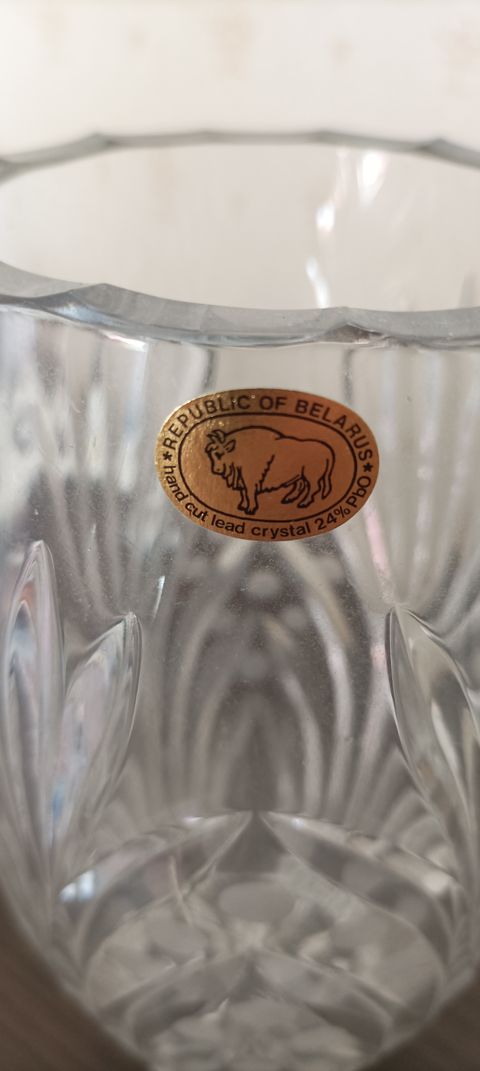 ★REPUBLIC OF BELARUS★
hand cut lead crystal 24% PbO